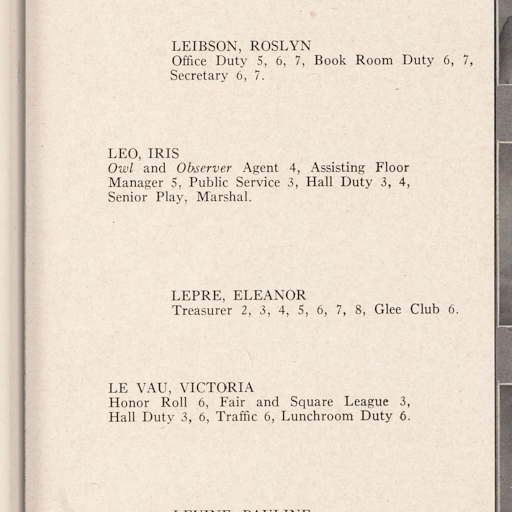 LEIBSON, ROSLYN
Office Duty 5, 6, 7, Book Room Duty 6, 7,
Secretary 6, 7.
LEO, IRIS
Owl and Observer Agent 4, Assisting Floor
Manager 5, Public Service 3, Hall Duty 3, 4,
Senior Play, Marshal.
LEPRE, ELEANOR
Treasurer 2, 3, 4, 5, 6, 7, 8, Glee Club 6.
LE VAU, VICTORIA
Honor Roll 6, Fair and Square League 3,
Hall Duty 3, 6, Traffic 6, Lunchroom Duty 6.